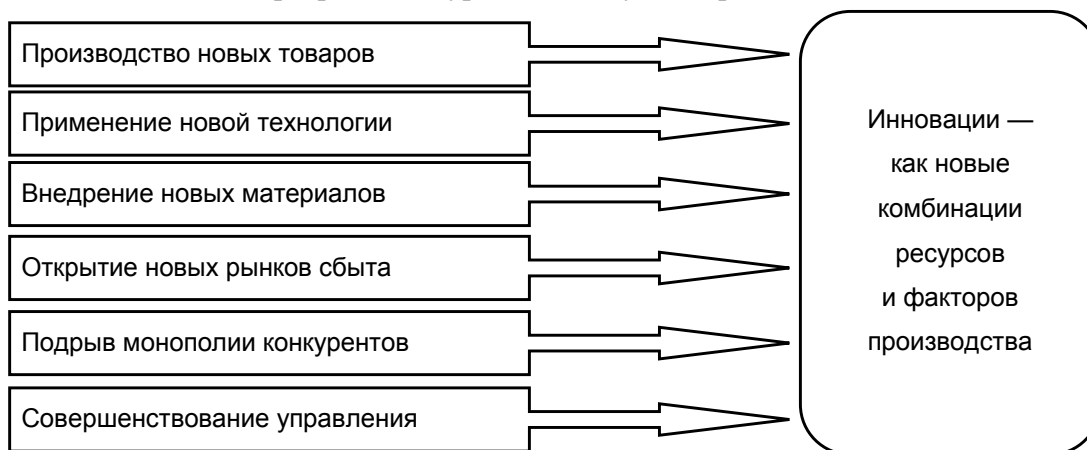 Производство новых товаров
Применение новой технологии
Внедрение новых материалов
Открытие новых рынков сбыта
Подрыв монополии конкурентов
Совершенствование управления
Инновации —
как новые
комбинации
ресурсов
и факторов
производства